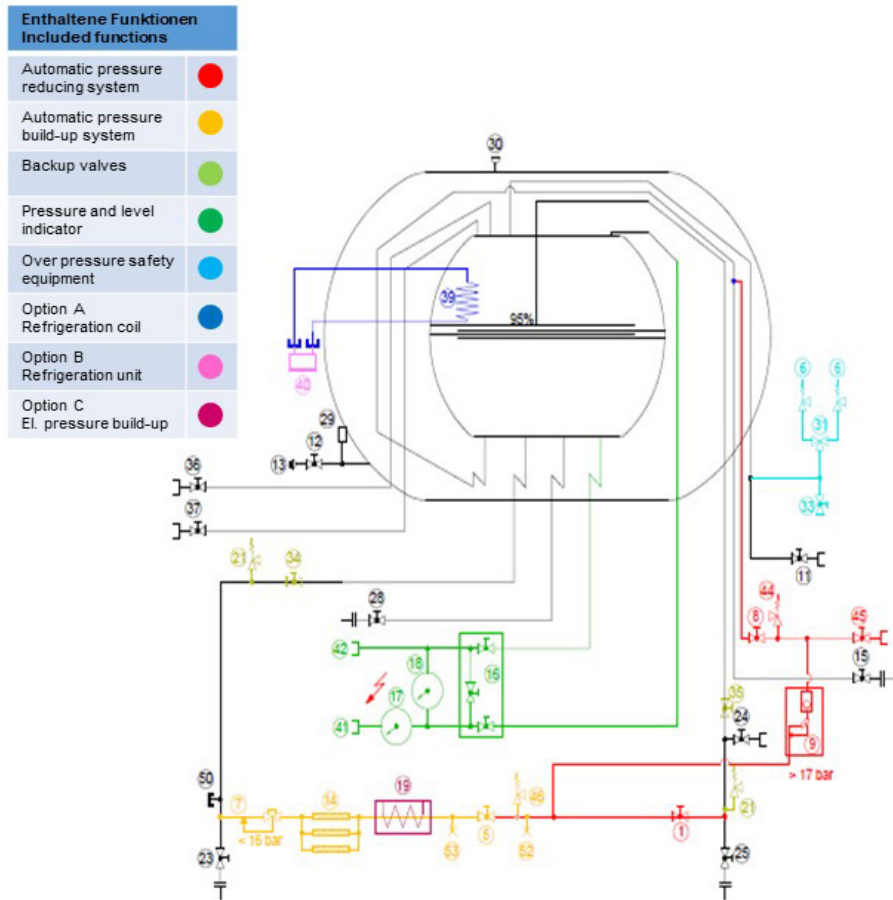 Enthaltene Funktionen
Included functions
Automatic pressure
reducing system
Automatic pressure
build-up system
Backup valves
Pressure and level
indicator
Over pressure safety
equipment
Option A
Refrigeration coil
Option B
Refrigeration unit
Option C
El. pressure build-up
30
39
95%
40
6 6
31
29
12
13
36
33
37
21 34
11
28
44
8 45
42
18
16
15
17
35
24
41
9
> 17 bar
50
19
7
14
46
21
< 16 bar
5
1
53
52
23
25